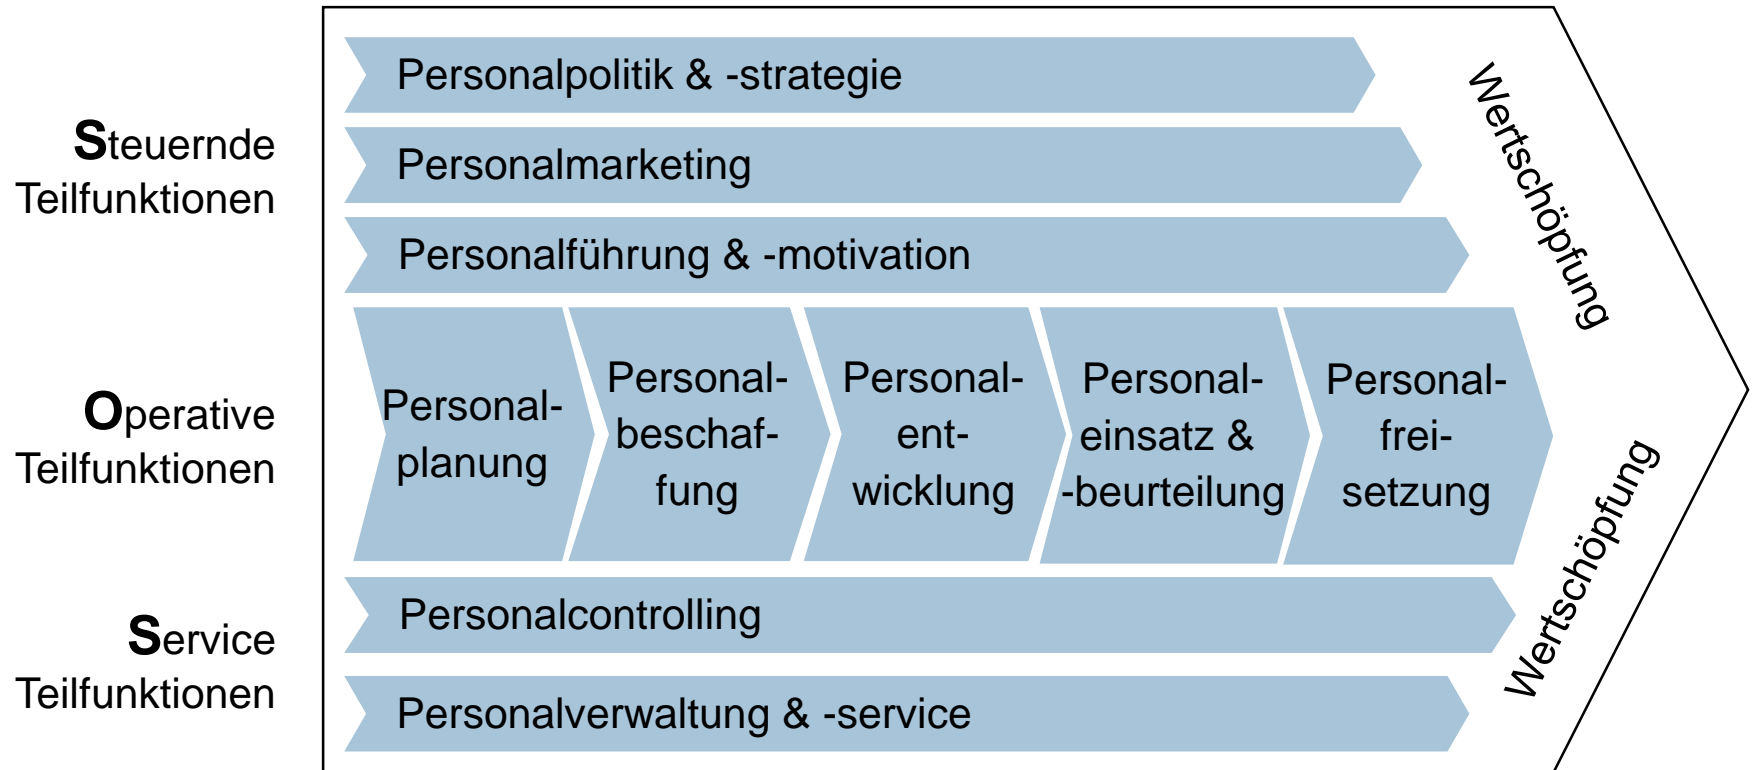 Steuernde
Teilfunktionen
Personalpolitik & -strategie
Personalmarketing
Personalführung & -motivation
Operative
Teilfunktionen
Personal-
planung
Personal-
beschaf-
fung
Personal-
ent-
wicklung
Personal-
einsatz &
-beurteilung
Personal-
frei-
setzung
Service
Teilfunktionen
Personalcontrolling
Personalverwaltung & -service
Wertschöpfung
Wertschöpfung